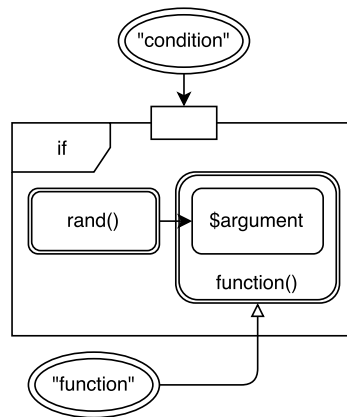 "condition"
if
rand()
$argument
function()
"function"